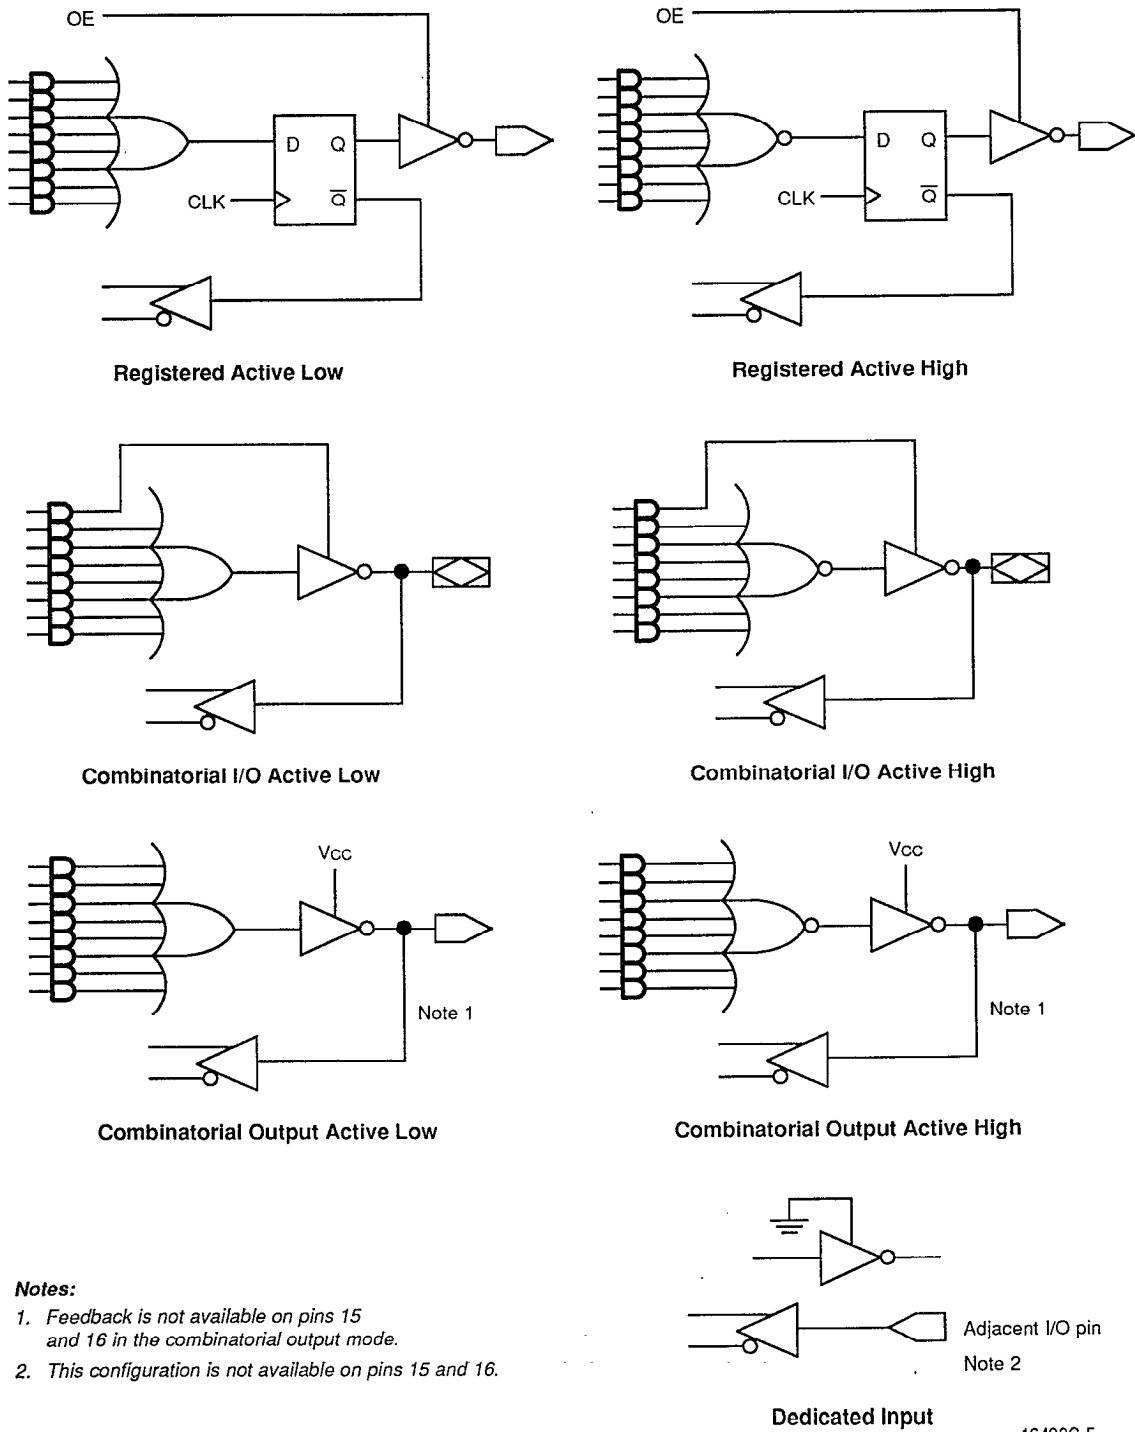 OE
D Q
CLK
Q
Registered Active Low
OE
D Q
CLK
Q
Registered Active High
Combinatorial I/O Active Low
Combinatorial I/O Active High
VCC
Note 1
Combinatorial Output Active Low
VCC
Note 1
Combinatorial Output Active High
Notes:
1. Feedback is not available on pins 15
and 16 in the combinatorial output mode.
2. This configuration is not available on pins 15 and 16.
Adjacent I/O pin
Note 2
Dedicated Input